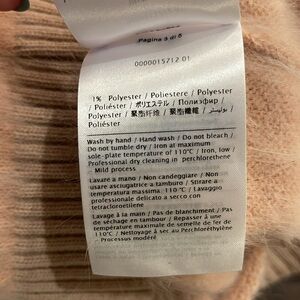 Pagina 3 di 6
0000015712 01
1% Polyester / Poliestere / Polyester
/ Poliéster / ポリエステル / Полиэфир /
Polyester / 聚酯纤维 / 聚酯纖維 / بوليستر /
Poliéster
Wash by hand / Hand wash / Do not bleach/
Do not tumble dry / Iron at maximum
sole-plate temperature of 110°C / Iron, low/
Professional dry cleaning in perchlorethene
- Mild process
Lavare a mano / Non candeggiare / Non
usare asciugatrice a tamburo / Stirare a
temperatura massima 110°C / Lavaggio
professionale delicato a secco con
tetracloroetilene
Lavage à la main / Pas de blanchiment / Pas
de séchage en tambour / Repasser à une
température maximale de semelle de fer de
110°C / Nettoyage à sec au Perchloréthylène
- Processus modéré